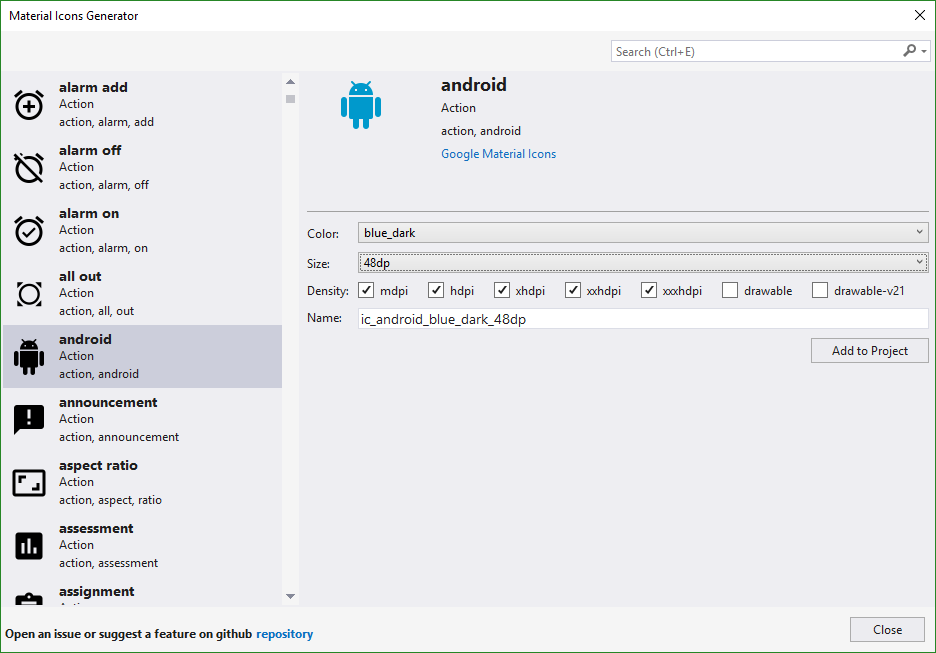 Material Icons Generator
Search (Ctrl+E)
alarm add
Action
action, alarm, add
alarm off
Action
action, alarm, off
alarm on
Action
action, alarm, on
all out
Action
action, all, out
android
Action
action, android
announcement
Action
action, announcement
aspect ratio
Action
action, aspect, ratio
assessment
Action
action, assessment
assignment
android
Action
action, android
Google Material Icons
Color: blue_dark
Size: 48dp
Density: mdpi hdpi xhdpi xxhdpi xxxhdpi drawable drawable-v21
Name: ic_android_blue_dark_48dp
Add to Project
Open an issue or suggest a feature on github repository
Close